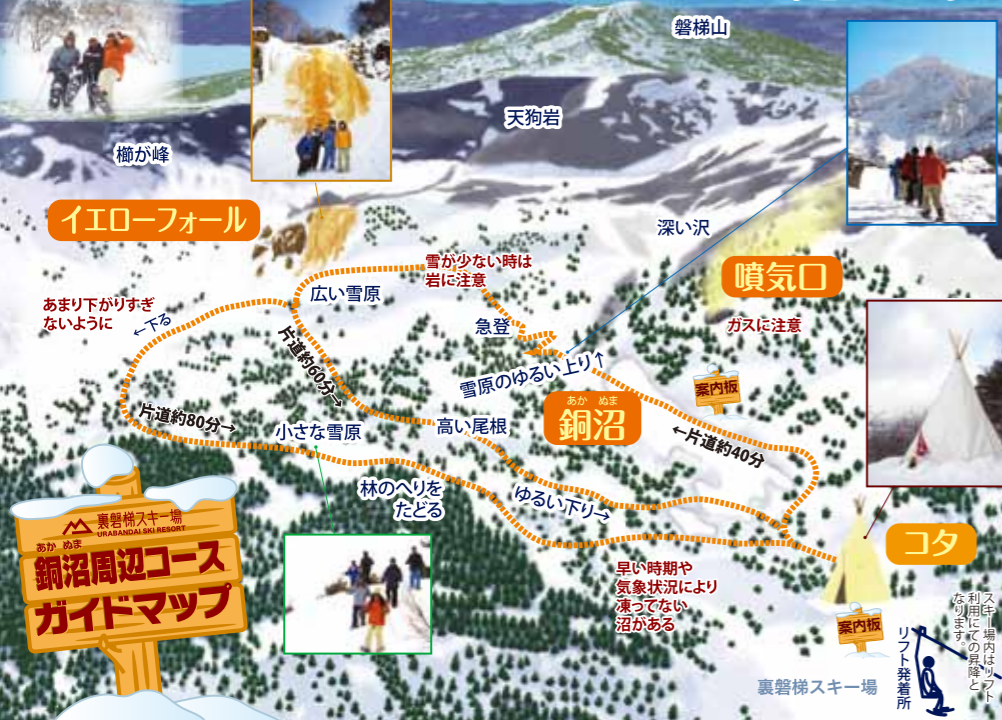 磐梯山
天狗岩
櫛が峰
イエローフォール
深い沢
雪が少ない時は
岩に注意
噴気口
広い雪原
あまり下がりすぎ
ないように
←下る
急登
ガスに注意
片道約60分→
雪原のゆるい上り↑
案内板
あか ぬま
銅沼
片道約80分→
小さな雪原
高い尾根
←片道約40分
林のへりを
たどる
ゆるい下り→
裏磐梯スキー場
URABANDAI SKI RESORT
あか ぬま
銅沼周辺コース
ガイドマップ
コタ
早い時期や
気象状況により
凍ってない
沼がある
案内板
スキー場内はリフト
利用にての昇降と
なります。
リフト発着所
裏磐梯スキー場